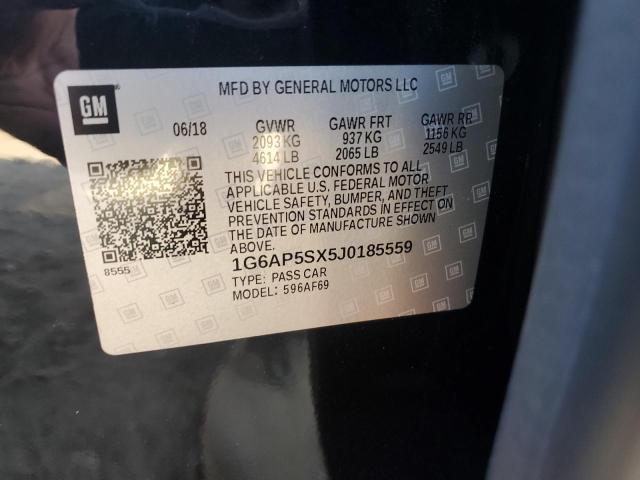 GM
MFD BY GENERAL MOTORS LLC
06/18 GVWR GAWR FRT GAWR RR
2093 KG 937 KG 1156 KG
4614 LB 2065 LB 2549 LB
THIS VEHICLE CONFORMS TO ALL
APPLICABLE U.S. FEDERAL MOTOR
VEHICLE SAFETY, BUMPER, AND THEFT
PREVENTION STANDARDS IN EFFECT ON
THE DATE OF MANUFACTURE SHOWN
ABOVE.
8555
1G6AP5SX5J0185559
TYPE: PASS CAR
MODEL: 596AF69